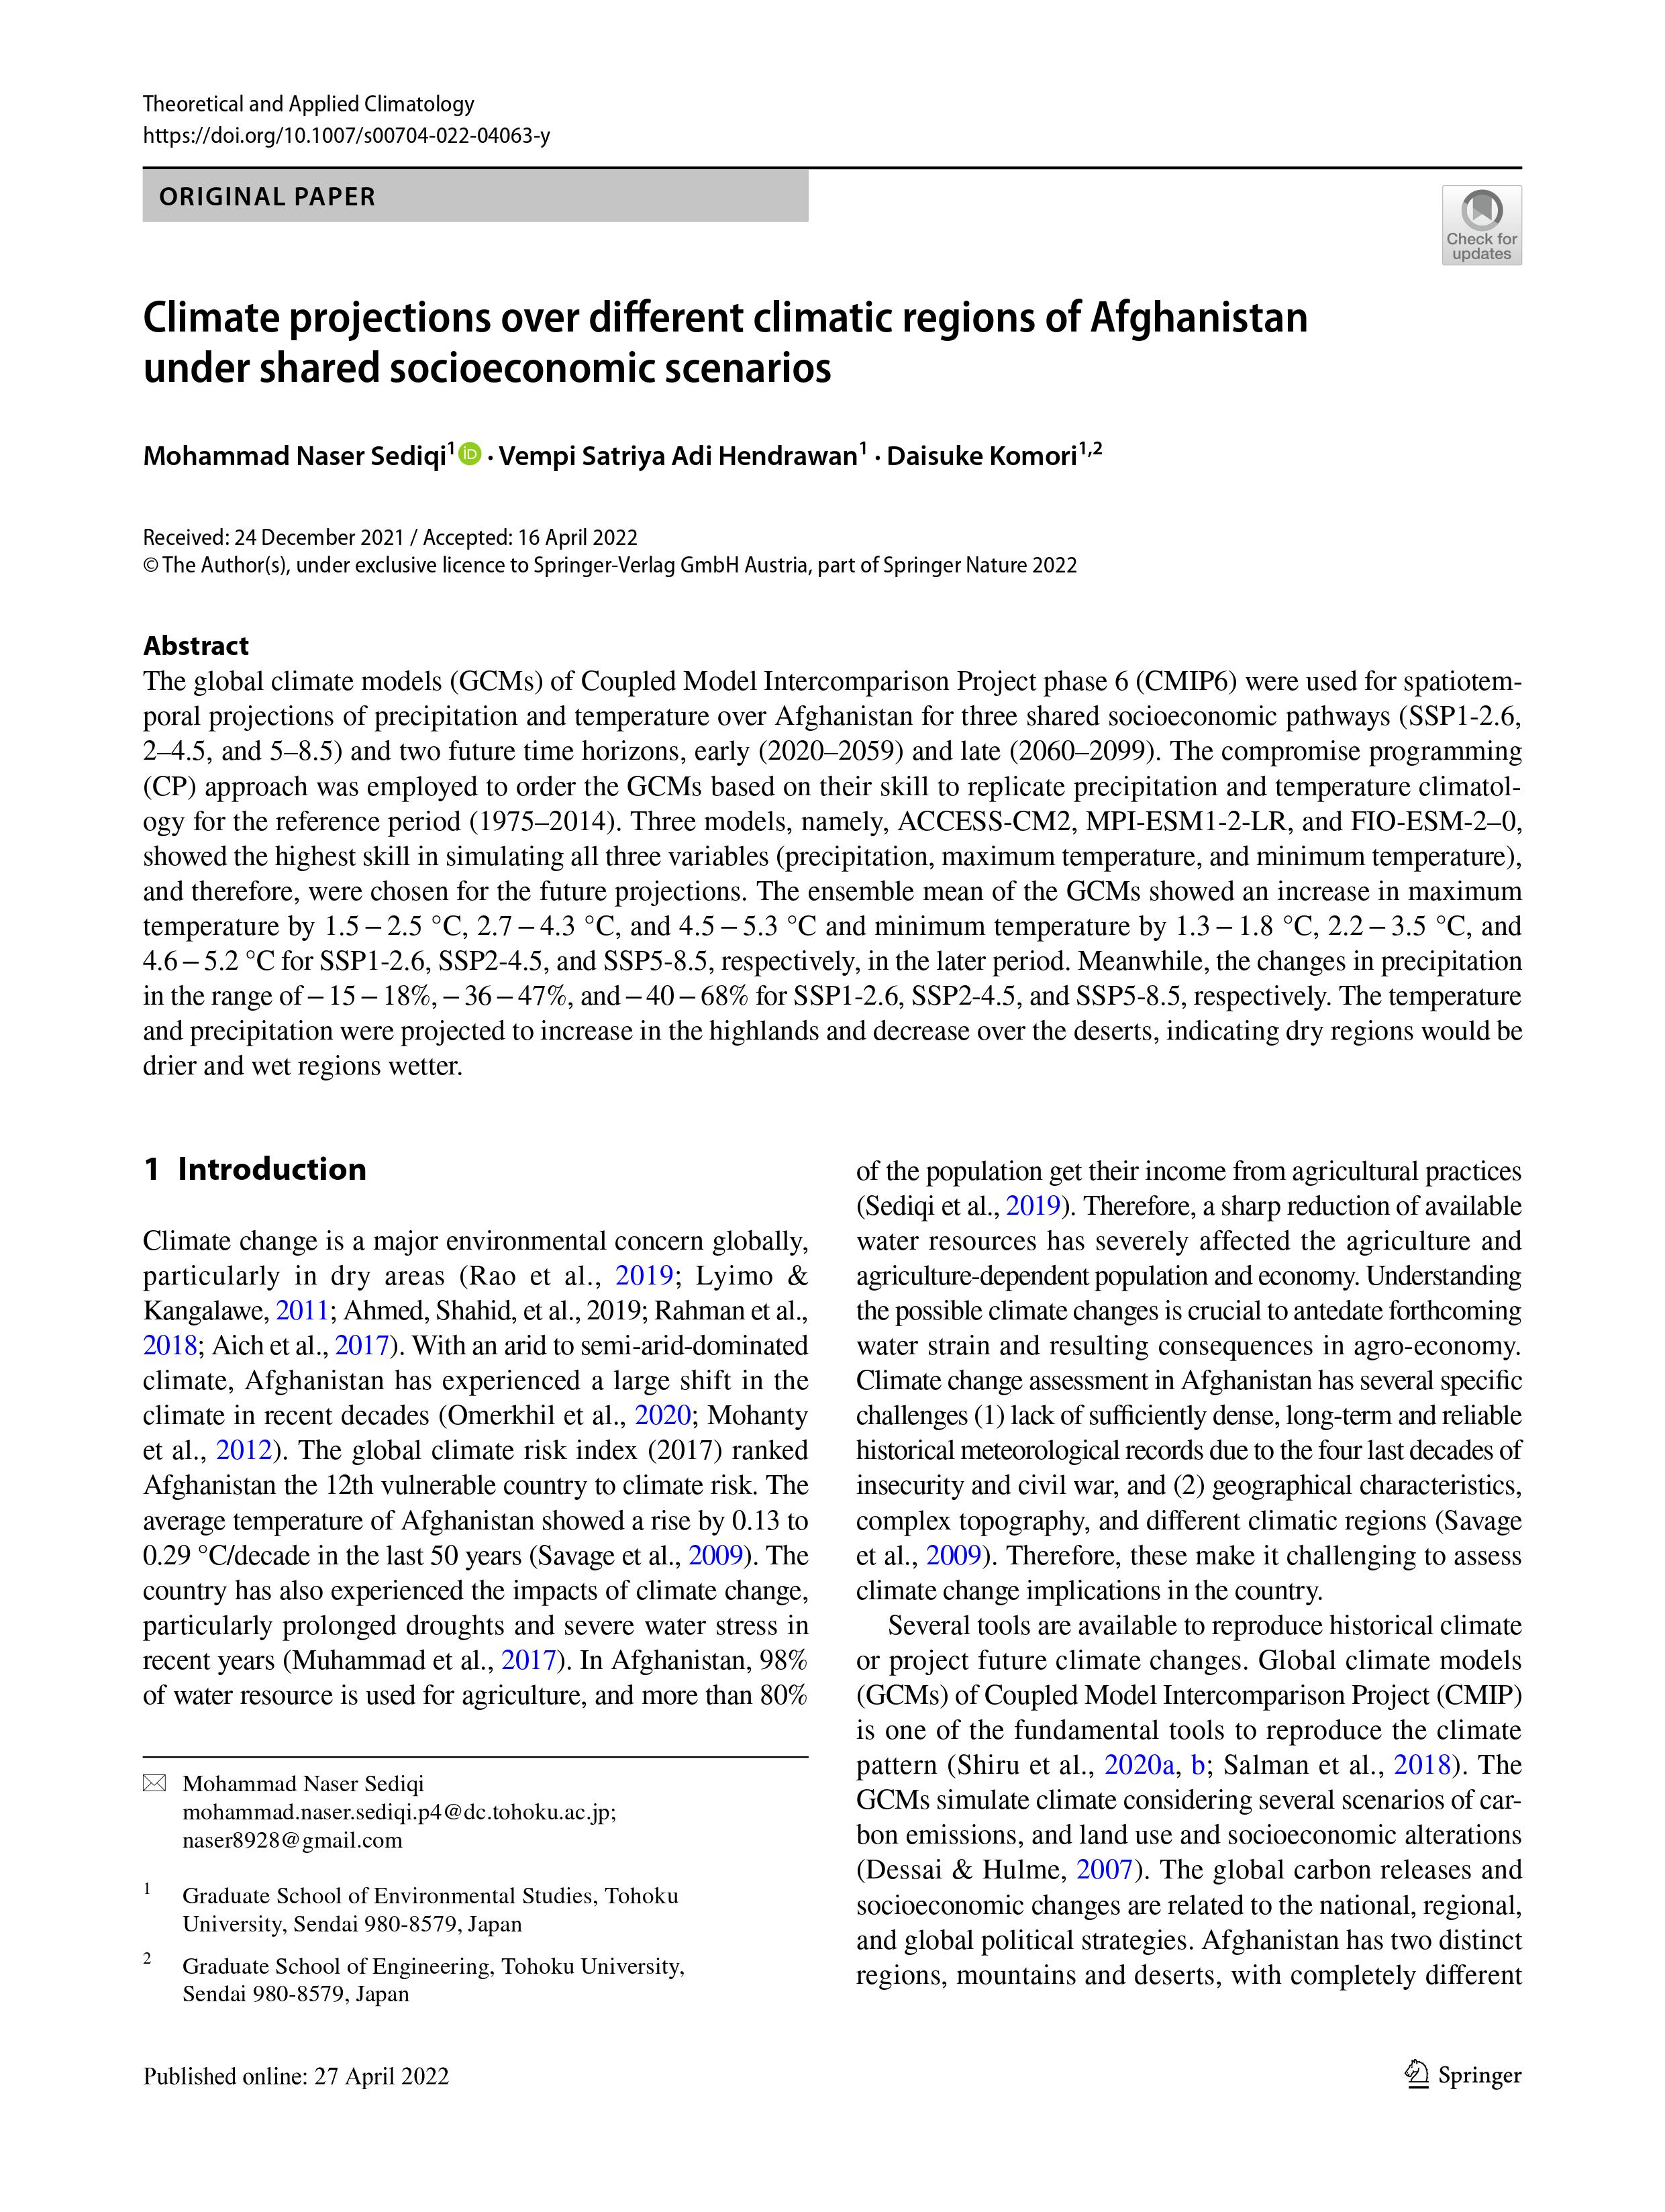 Theoretical and Applied Climatology
https://doi.org/10.1007/s00704-022-04063-y
ORIGINAL PAPER
Check for
updates
Climate projections over different climatic regions of Afghanistan
under shared socioeconomic scenarios
Mohammad Naser Sediqi¹ iD · Vempi Satriya Adi Hendrawan¹ · Daisuke Komori¹,²
Received: 24 December 2021 / Accepted: 16 April 2022
© The Author(s), under exclusive licence to Springer-Verlag GmbH Austria, part of Springer Nature 2022
Abstract
The global climate models (GCMs) of Coupled Model Intercomparison Project phase 6 (CMIP6) were used for spatiotem-
poral projections of precipitation and temperature over Afghanistan for three shared socioeconomic pathways (SSP1-2.6,
2–4.5, and 5–8.5) and two future time horizons, early (2020–2059) and late (2060–2099). The compromise programming
(CP) approach was employed to order the GCMs based on their skill to replicate precipitation and temperature climatol-
ogy for the reference period (1975–2014). Three models, namely, ACCESS-CM2, MPI-ESM1-2-LR, and FIO-ESM-2–0,
showed the highest skill in simulating all three variables (precipitation, maximum temperature, and minimum temperature),
and therefore, were chosen for the future projections. The ensemble mean of the GCMs showed an increase in maximum
temperature by 1.5 – 2.5 °C, 2.7 – 4.3 °C, and 4.5 – 5.3 °C and minimum temperature by 1.3 – 1.8 °C, 2.2 – 3.5 °C, and
4.6 – 5.2 °C for SSP1-2.6, SSP2-4.5, and SSP5-8.5, respectively, in the later period. Meanwhile, the changes in precipitation
in the range of – 15 – 18%, – 36 – 47%, and – 40 – 68% for SSP1-2.6, SSP2-4.5, and SSP5-8.5, respectively. The temperature
and precipitation were projected to increase in the highlands and decrease over the deserts, indicating dry regions would be
drier and wet regions wetter.
1 Introduction
Climate change is a major environmental concern globally,
particularly in dry areas (Rao et al., 2019; Lyimo &
Kangalawe, 2011; Ahmed, Shahid, et al., 2019; Rahman et al.,
2018; Aich et al., 2017). With an arid to semi-arid-dominated
climate, Afghanistan has experienced a large shift in the
climate in recent decades (Omerkhil et al., 2020; Mohanty
et al., 2012). The global climate risk index (2017) ranked
Afghanistan the 12th vulnerable country to climate risk. The
average temperature of Afghanistan showed a rise by 0.13 to
0.29 °C/decade in the last 50 years (Savage et al., 2009). The
country has also experienced the impacts of climate change,
particularly prolonged droughts and severe water stress in
recent years (Muhammad et al., 2017). In Afghanistan, 98%
of water resource is used for agriculture, and more than 80%
Mohammad Naser Sediqi
mohammad.naser.sediqi.p4@dc.tohoku.ac.jp;
naser8928@gmail.com
1 Graduate School of Environmental Studies, Tohoku
University, Sendai 980-8579, Japan
2 Graduate School of Engineering, Tohoku University,
Sendai 980-8579, Japan
of the population get their income from agricultural practices
(Sediqi et al., 2019). Therefore, a sharp reduction of available
water resources has severely affected the agriculture and
agriculture-dependent population and economy. Understanding
the possible climate changes is crucial to antedate forthcoming
water strain and resulting consequences in agro-economy.
Climate change assessment in Afghanistan has several specific
challenges (1) lack of sufficiently dense, long-term and reliable
historical meteorological records due to the four last decades of
insecurity and civil war, and (2) geographical characteristics,
complex topography, and different climatic regions (Savage
et al., 2009). Therefore, these make it challenging to assess
climate change implications in the country.
Several tools are available to reproduce historical climate
or project future climate changes. Global climate models
(GCMs) of Coupled Model Intercomparison Project (CMIP)
is one of the fundamental tools to reproduce the climate
pattern (Shiru et al., 2020a, b; Salman et al., 2018). The
GCMs simulate climate considering several scenarios of car-
bon emissions, and land use and socioeconomic alterations
(Dessai & Hulme, 2007). The global carbon releases and
socioeconomic changes are related to the national, regional,
and global political strategies. Afghanistan has two distinct
regions, mountains and deserts, with completely different
Published online: 27 April 2022
Springer